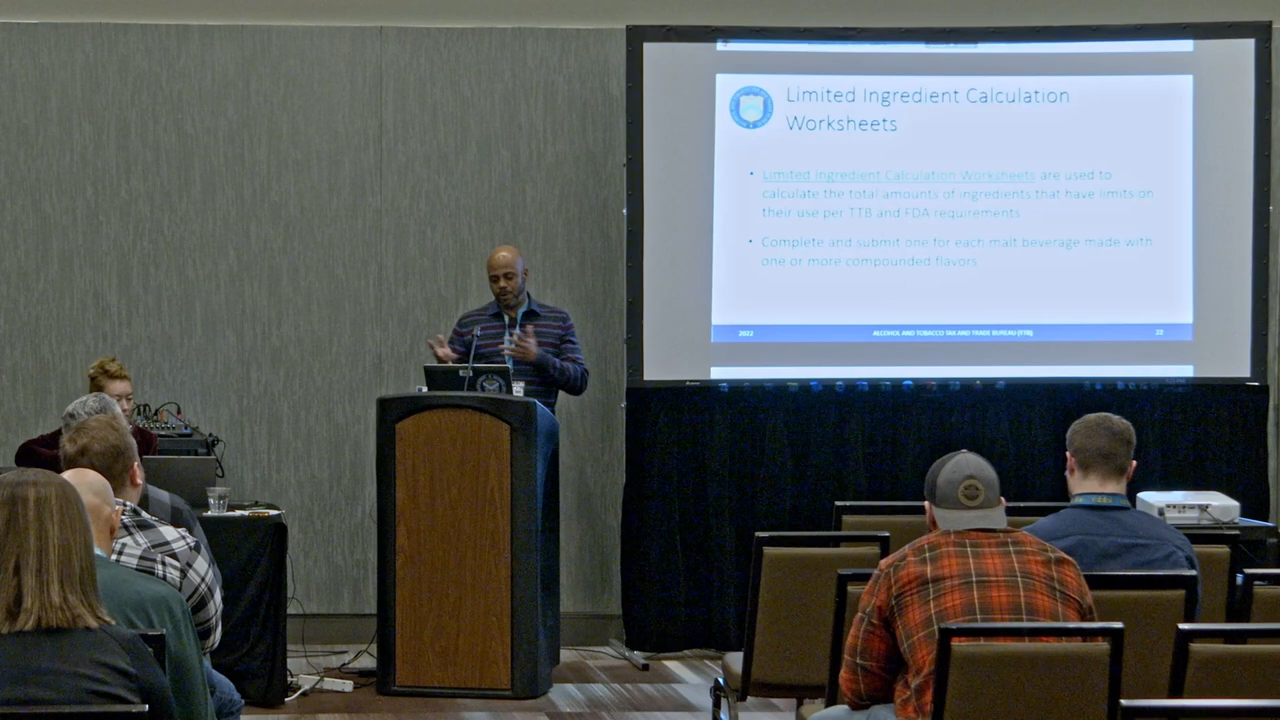 Limited Ingredient Calculation
Worksheets
• Limited Ingredient Calculation Worksheets are used to
calculate the total amounts of ingredients that have limits on
their use per TTB and FDA requirements
• Complete and submit one for each malt beverage made with
one or more compounded flavors
2022 ALCOHOL AND TOBACCO TAX AND TRADE BUREAU (TTB) 22